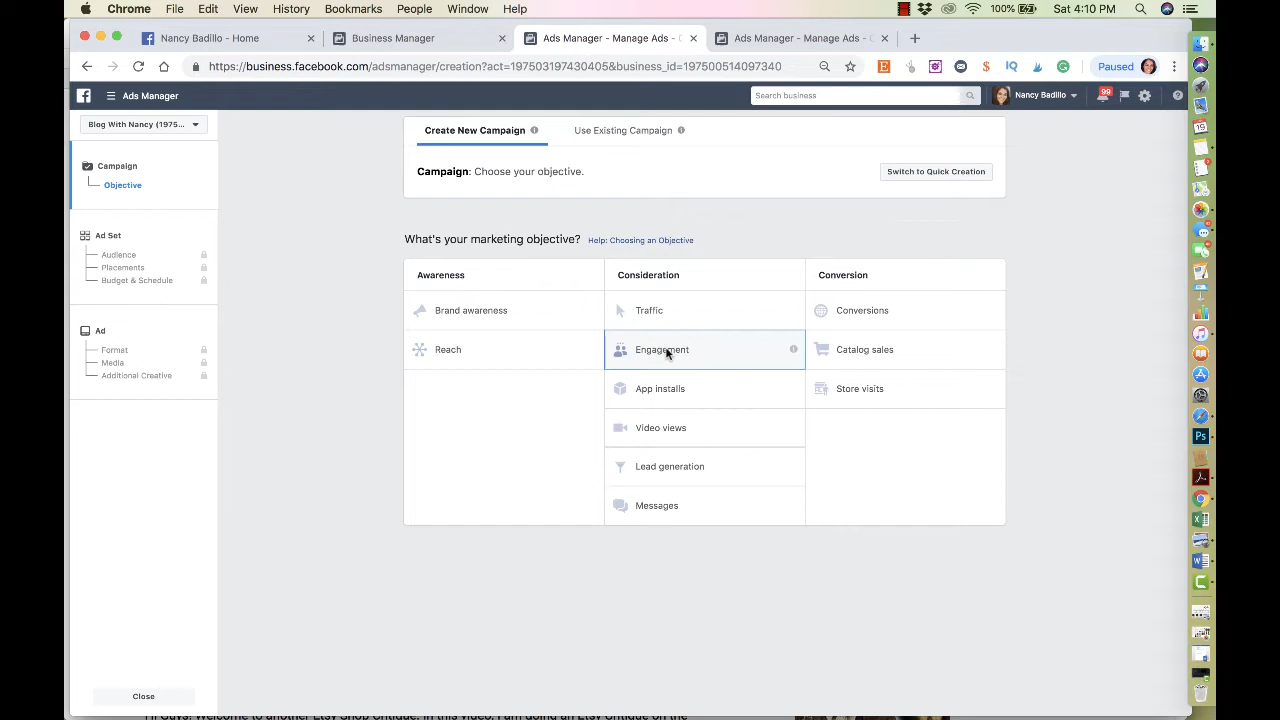 Chrome File Edit View History Bookmarks People Window Help 100% Sat 4:10 PM
Nancy Badillo - Home
Business Manager
Ads Manager - Manage Ads -
Ads Manager - Manage Ads -
https://business.facebook.com/adsmanager/creation?act=197503197430405&business_id=197500514097340
Paused
Ads Manager
Search business
Nancy Badillo
99
Blog With Nancy (1975...
Campaign
Objective
Ad Set
Audience
Placements
Budget & Schedule
Ad
Format
Media
Additional Creative
Close
Create New Campaign
Use Existing Campaign
Campaign: Choose your objective.
Switch to Quick Creation
What's your marketing objective? Help: Choosing an Objective
Awareness
Consideration
Conversion
Brand awareness
Traffic
Conversions
Reach
Engagement
Catalog sales
App installs
Store visits
Video views
Lead generation
Messages
Hi Guys! Welcome to another Etsy Shop Critique. In this video, I am doing an Etsy Critique on the